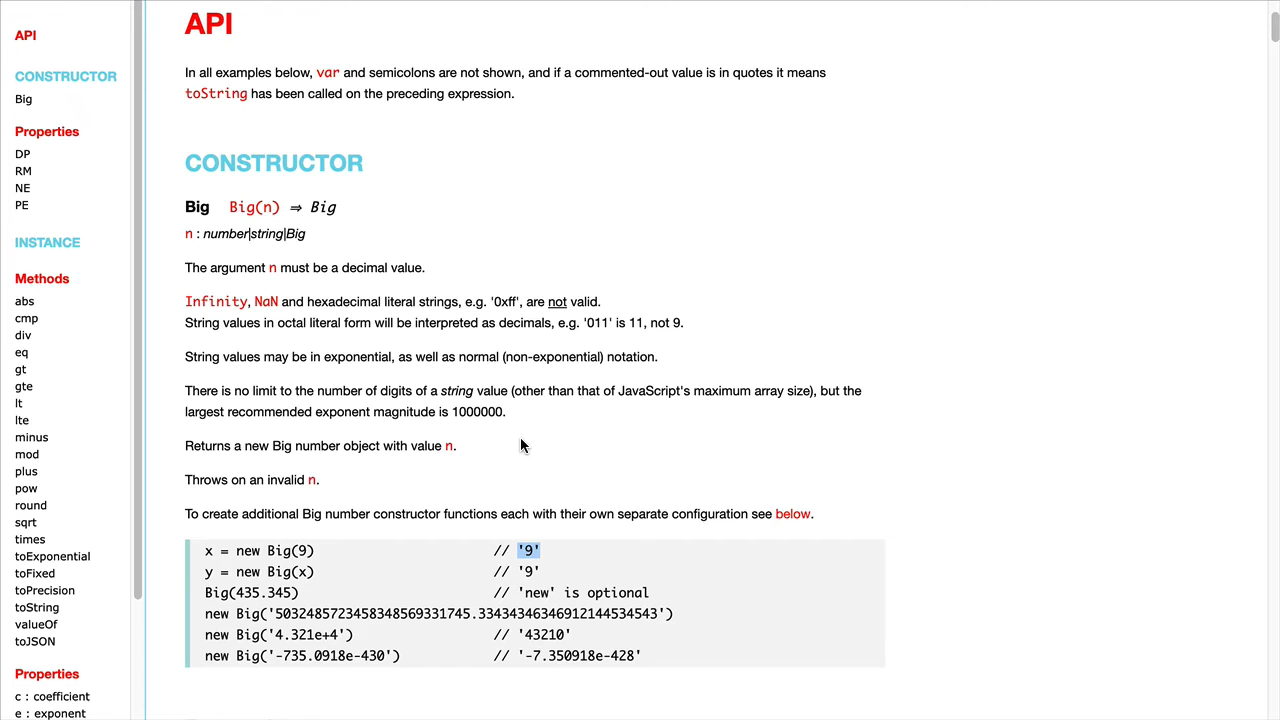 API
CONSTRUCTOR
Big
Properties
DP
RM
NE
PE
INSTANCE
Methods
abs
cmp
div
eq
gt
gte
lt
lte
minus
mod
plus
pow
round
sqrt
times
toExponential
toFixed
toPrecision
toString
valueOf
toJSON
Properties
c : coefficient
e : exponent
API
In all examples below, var and semicolons are not shown, and if a commented-out value is in quotes it means
toString has been called on the preceding expression.
CONSTRUCTOR
Big Big(n) ⇒ Big
n : number|string|Big
The argument n must be a decimal value.
Infinity, NaN and hexadecimal literal strings, e.g. '0xff', are not valid.
String values in octal literal form will be interpreted as decimals, e.g. '011' is 11, not 9.
String values may be in exponential, as well as normal (non-exponential) notation.
There is no limit to the number of digits of a string value (other than that of JavaScript's maximum array size), but the
largest recommended exponent magnitude is 1000000.
Returns a new Big number object with value n.
Throws on an invalid n.
To create additional Big number constructor functions each with their own separate configuration see below.
x = new Big(9) // '9'
y = new Big(x) // '9'
Big(435.345) // 'new' is optional
new Big('5032485723458348569331745.33434346346912144534543')
new Big('4.321e+4') // '43210'
new Big('-735.0918e-430') // '-7.350918e-428'